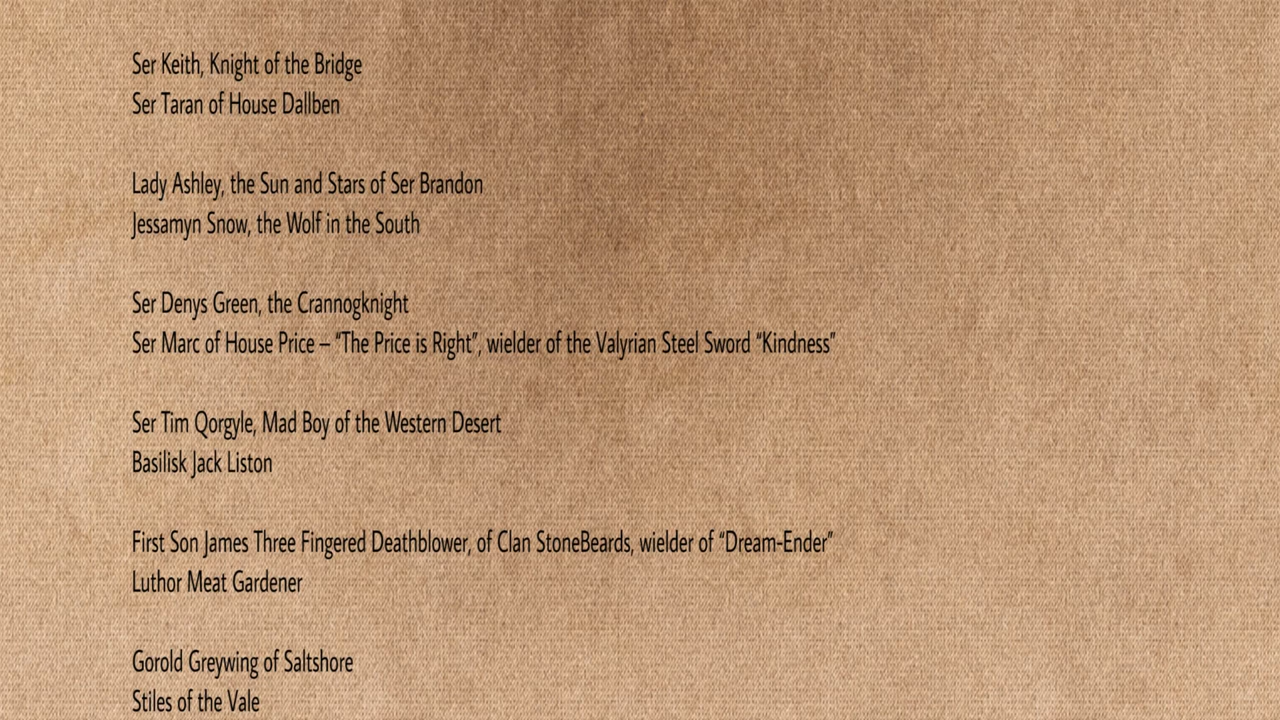 Ser Keith, Knight of the Bridge
Ser Taran of House Dallben
Lady Ashley, the Sun and Stars of Ser Brandon
Jessamyn Snow, the Wolf in the South
Ser Denys Green, the Crannogknight
Ser Marc of House Price – “The Price is Right”, wielder of the Valyrian Steel Sword “Kindness”
Ser Tim Qorgyle, Mad Boy of the Western Desert
Basilisk Jack Liston
First Son James Three Fingered Deathblower, of Clan StoneBeards, wielder of “Dream-Ender”
Luthor Meat Gardener
Gorold Greywing of Saltshore
Stiles of the Vale